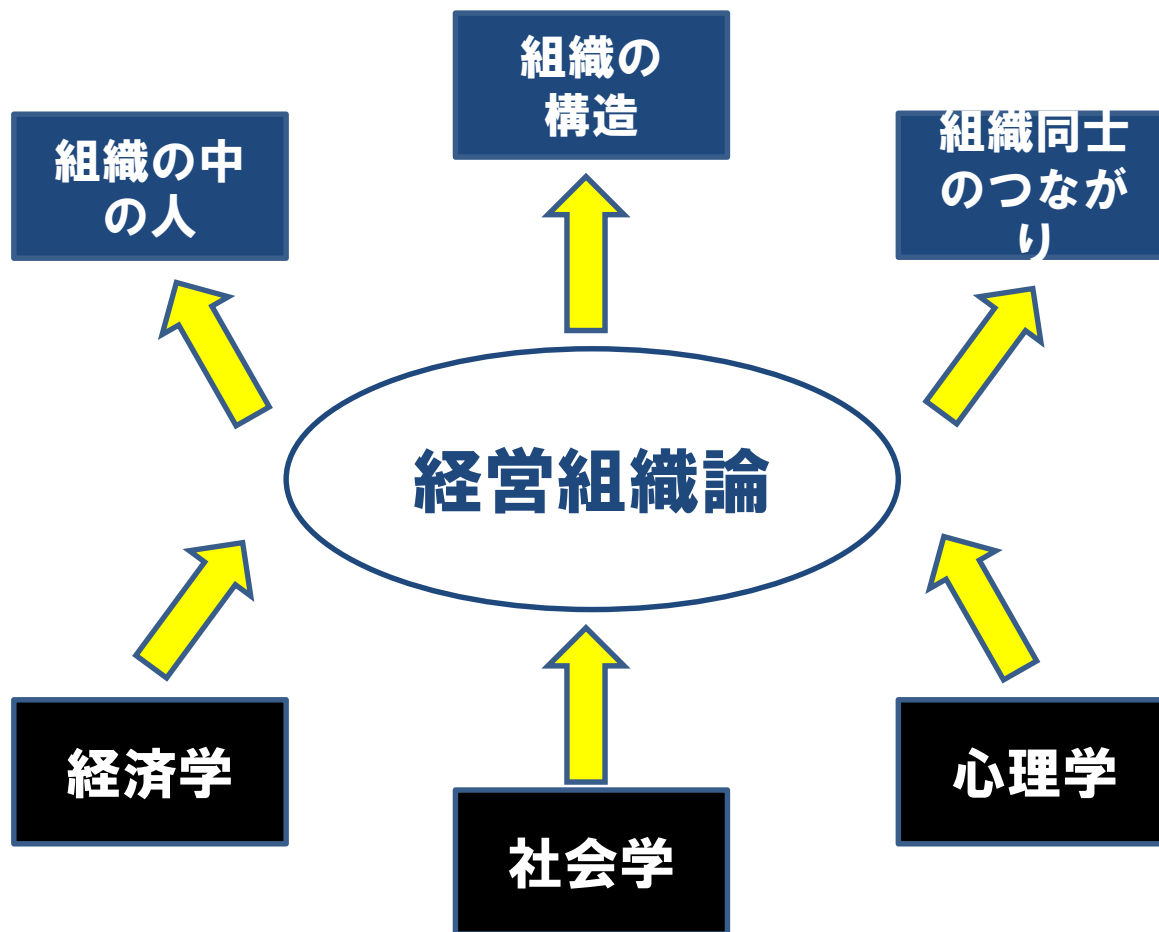 組織の
構造
組織の中
の人
組織同士
のつなが
り
経営組織論
経済学
社会学
心理学